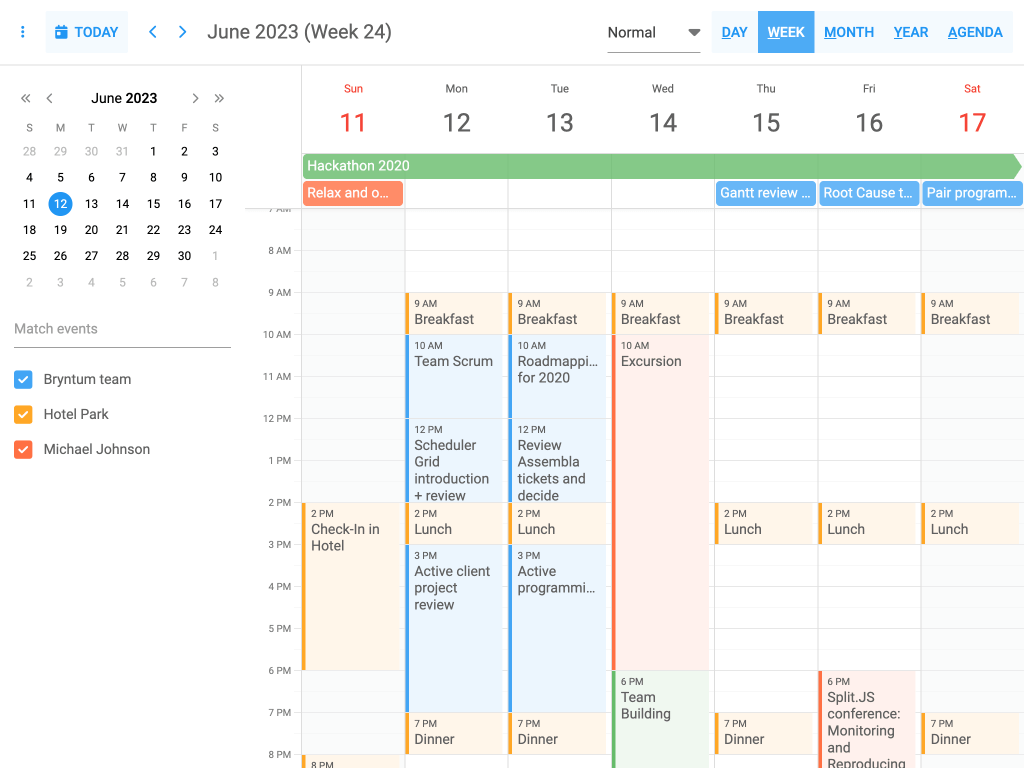 TODAY
June 2023 (Week 24)
Normal
DAY
WEEK
MONTH
YEAR
AGENDA
June 2023
S M T W T F S
28 29 30 31 1 2 3
4 5 6 7 8 9 10
11 12 13 14 15 16 17
18 19 20 21 22 23 24
25 26 27 28 29 30 1
2 3 4 5 6 7 8
Match events
Bryntum team
Hotel Park
Michael Johnson
Sun Mon Tue Wed Thu Fri Sat
11 12 13 14 15 16 17
Hackathon 2020
Relax and o...
Gantt review ...
Root Cause t...
Pair program...
7 AM
8 AM
9 AM
10 AM
11 AM
12 PM
1 PM
2 PM
3 PM
4 PM
5 PM
6 PM
7 PM
8 PM
2 PM
Check-In in
Hotel
8 PM
9 AM
Breakfast
10 AM
Team Scrum
12 PM
Scheduler
Grid
introduction
+ review
2 PM
Lunch
3 PM
Active client
project
review
7 PM
Dinner
9 AM
Breakfast
10 AM
Roadmappi...
for 2020
12 PM
Review
Assembla
tickets and
decide
2 PM
Lunch
3 PM
Active
programmi...
7 PM
Dinner
9 AM
Breakfast
10 AM
Excursion
6 PM
Team
Building
9 AM
Breakfast
2 PM
Lunch
7 PM
Dinner
9 AM
Breakfast
2 PM
Lunch
6 PM
Split.JS
conference:
Monitoring
and
Reproducing
9 AM
Breakfast
2 PM
Lunch
7 PM
Dinner